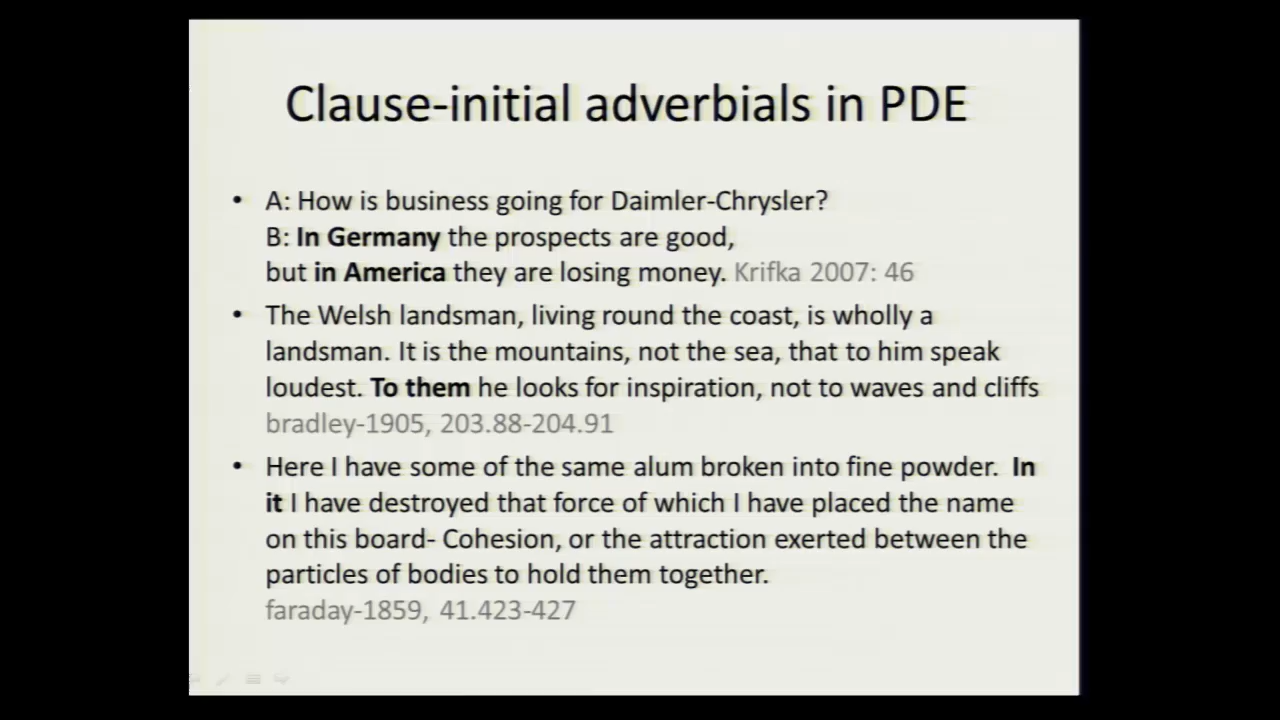 Clause-initial adverbials in PDE
• A: How is business going for Daimler-Chrysler?
B: In Germany the prospects are good,
but in America they are losing money. Krifka 2007: 46
• The Welsh landsman, living round the coast, is wholly a
landsman. It is the mountains, not the sea, that to him speak
loudest. To them he looks for inspiration, not to waves and cliffs
bradley-1905, 203.88-204.91
• Here I have some of the same alum broken into fine powder. In
it I have destroyed that force of which I have placed the name
on this board- Cohesion, or the attraction exerted between the
particles of bodies to hold them together.
faraday-1859, 41.423-427